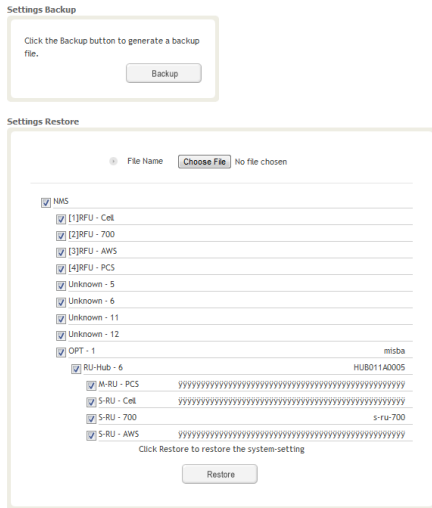 Settings Backup
Click the Backup button to generate a backup
file.
Backup
Settings Restore
File Name Choose File No file chosen
NMS
[1]RFU - Cell
[2]RFU - 700
[3]RFU - AWS
[4]RFU - PCS
Unknown - 5
Unknown - 6
Unknown - 11
Unknown - 12
OPT - 1 misba
RU-Hub - 6 HUB011A0005
M-RU - PCS ÿÿÿÿÿÿÿÿÿÿÿÿÿÿÿÿÿÿÿÿÿÿÿÿÿÿÿÿÿÿÿÿÿÿÿÿÿÿÿÿÿÿÿÿÿÿÿÿ
S-RU - Cell ÿÿÿÿÿÿÿÿÿÿÿÿÿÿÿÿÿÿÿÿÿÿÿÿÿÿÿÿÿÿÿÿÿÿÿÿÿÿÿÿÿÿÿÿÿÿÿÿ
S-RU - 700 s-ru-700
S-RU - AWS ÿÿÿÿÿÿÿÿÿÿÿÿÿÿÿÿÿÿÿÿÿÿÿÿÿÿÿÿÿÿÿÿÿÿÿÿÿÿÿÿÿÿÿÿÿÿÿÿ
Click Restore to restore the system-setting
Restore